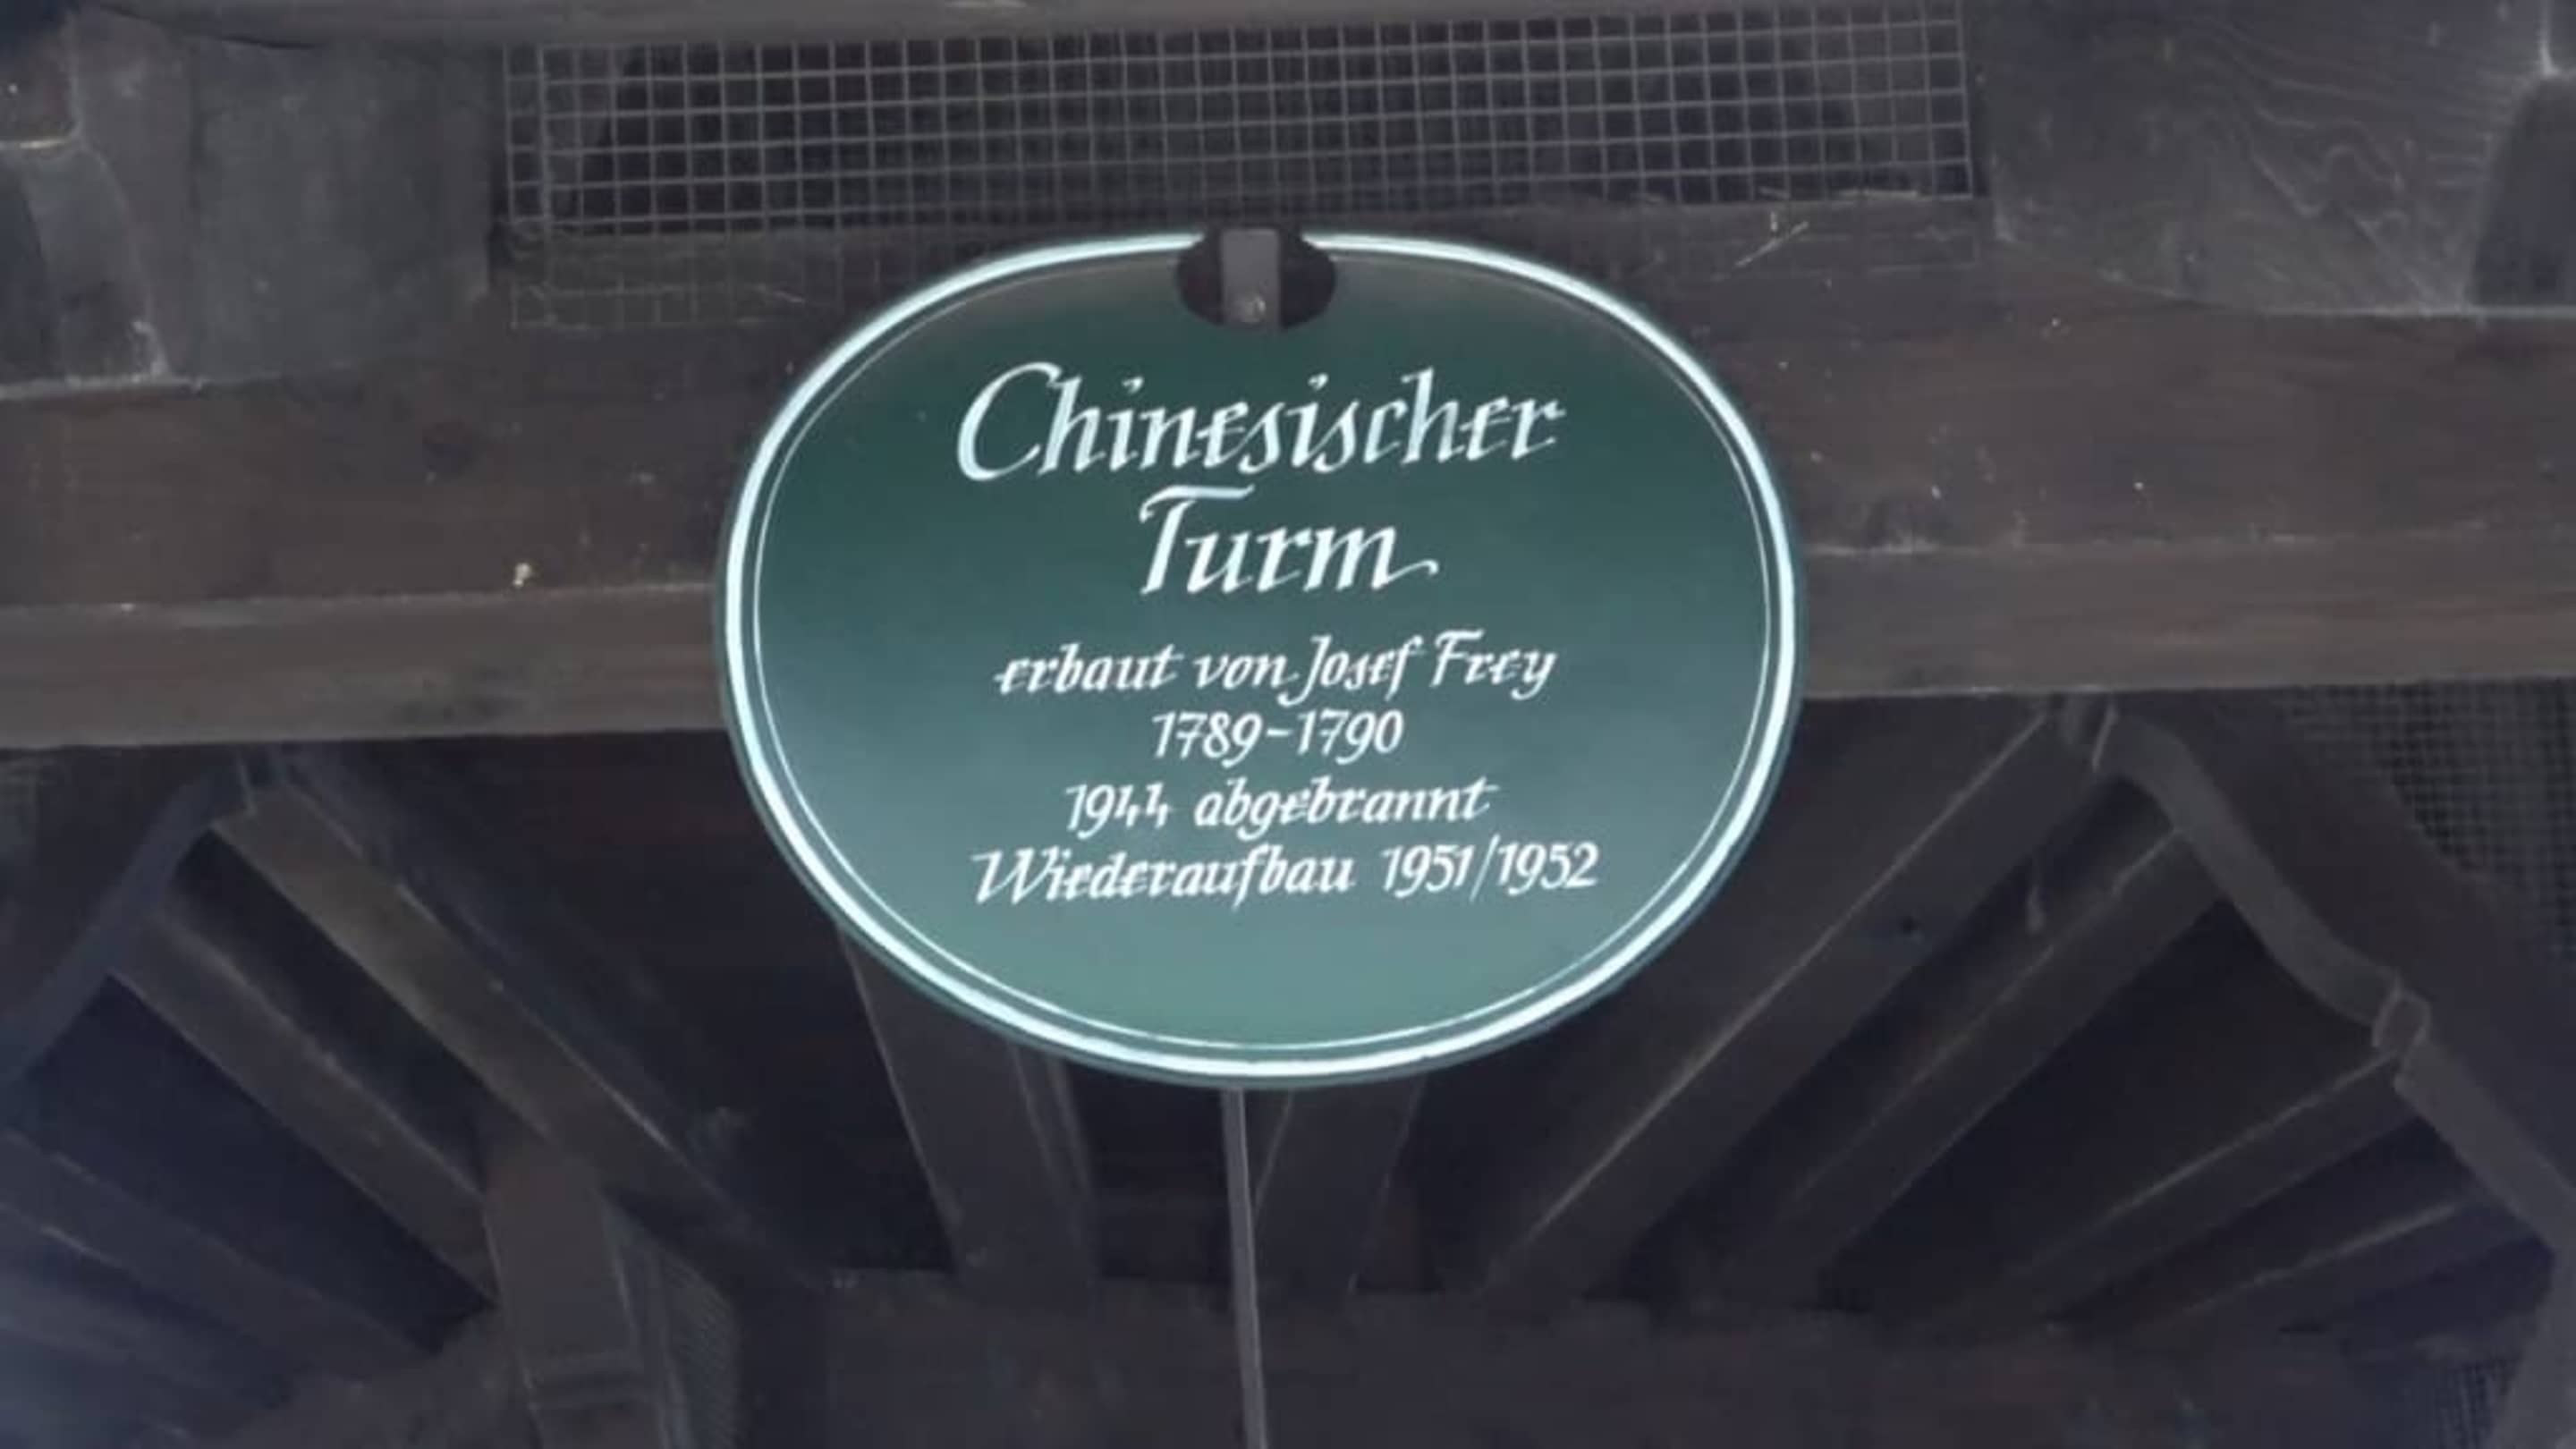 Chinesischer
Turm
erbaut von Josef Frey
1789-1790
1944 abgebrannt
Wiederaufbau 1951/1952